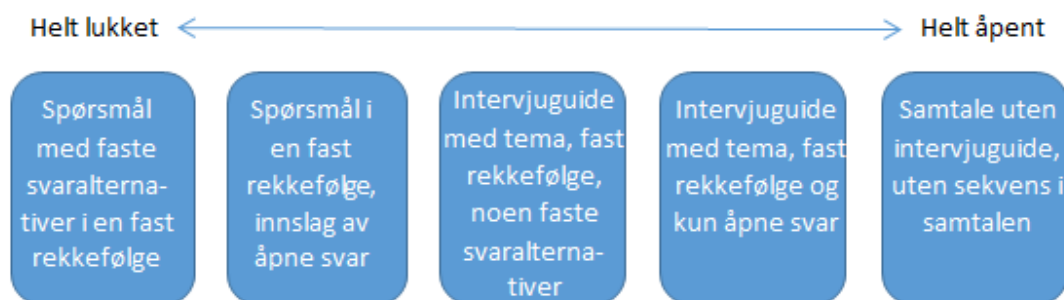 Helt lukket
Helt åpent
Spørsmål
med faste
svaralterna-
tiver i en fast
rekkefølge
Spørsmål i
en fast
rekkefølge,
innslag av
åpne svar
Intervjuguide
med tema, fast
rekkefølge,
noen faste
svaralterna-
tiver
Intervjuguide
med tema, fast
rekkefølge og
kun åpne svar
Samtale uten
intervjuguide,
uten sekvens i
samtalen